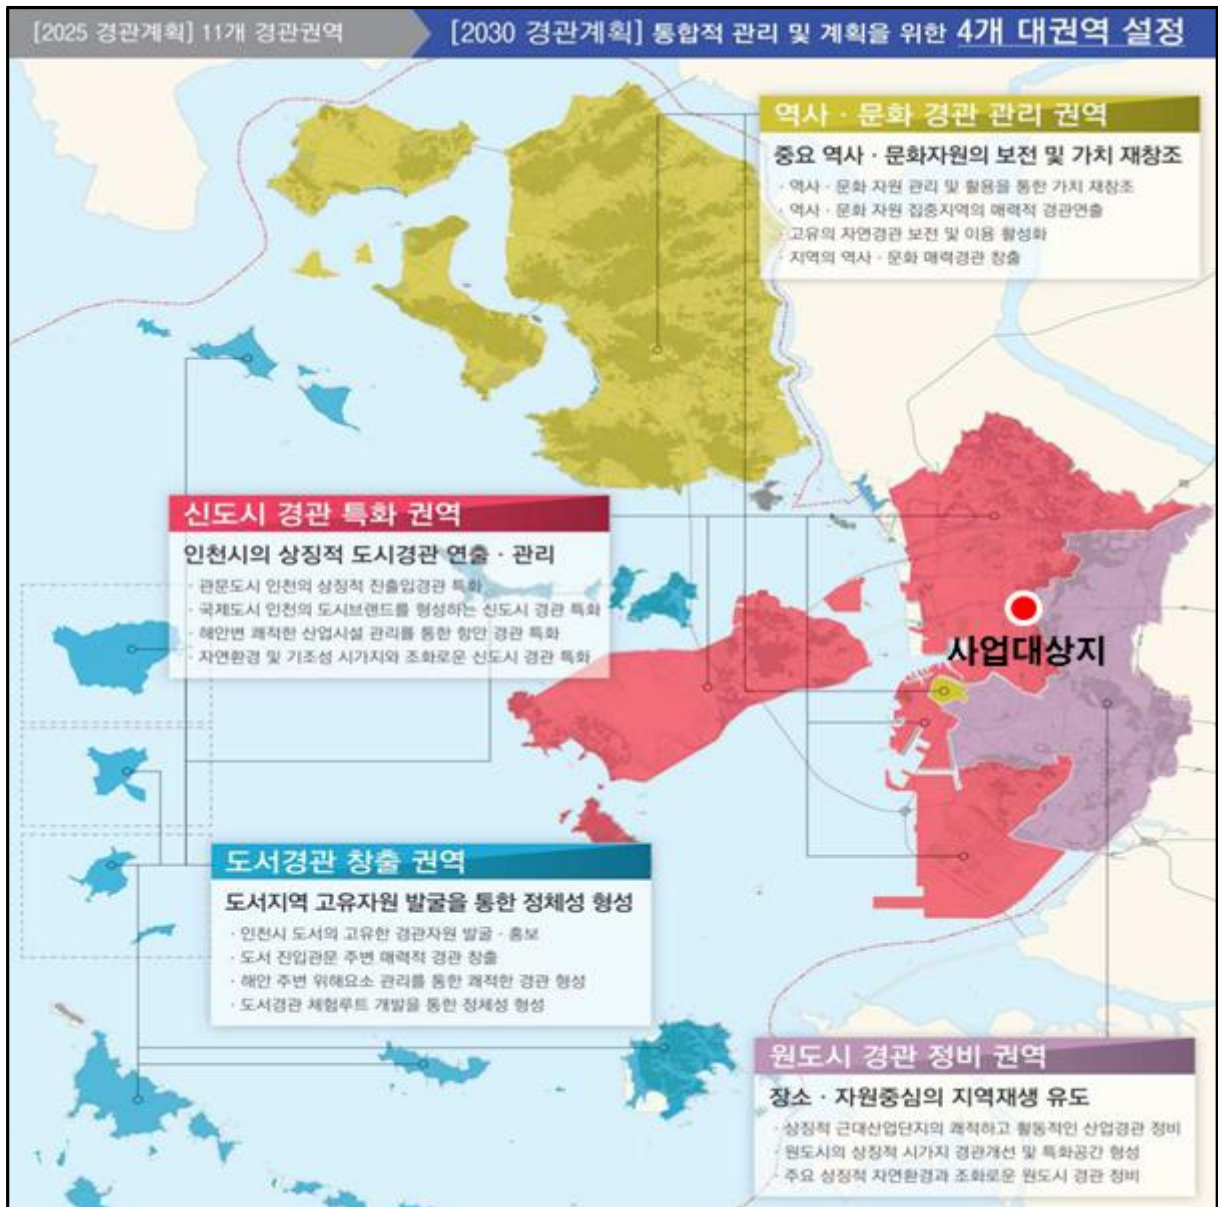 [2025 경관계획] 11개 경관권역
[2030 경관계획] 통합적 관리 및 계획을 위한 4개 대권역 설정
역사 · 문화 경관 관리 권역
중요 역사 · 문화자원의 보전 및 가치 재창조
· 역사 · 문화 자원 관리 및 활용을 통한 가치 재창조
· 역사 · 문화 자원 집중지역의 매력적 경관연출
· 고유의 자연경관 보전 및 이용 활성화
· 지역의 역사 · 문화 매력경관 창출
신도시 경관 특화 권역
인천시의 상징적 도시경관 연출 · 관리
· 관문도시 인천의 상징적 진출입경관 특화
· 국제도시 인천의 도시브랜드를 형성하는 신도시 경관 특화
· 해안변 쾌적한 산업시설 관리를 통한 항만 경관 특화
· 자연환경 및 기조성 시가지와 조화로운 신도시 경관 특화
사업대상지
도서경관 창출 권역
도서지역 고유자원 발굴을 통한 정체성 형성
· 인천시 도서의 고유한 경관자원 발굴 · 홍보
· 도서 진입관문 주변 매력적 경관 창출
· 해안 주변 위해요소 관리를 통한 쾌적한 경관 형성
· 도서경관 체험루트 개발을 통한 정체성 형성
원도시 경관 정비 권역
장소 · 자원중심의 지역재생 유도
· 상징적 근대산업단지의 쾌적하고 활동적인 산업경관 정비
· 원도시의 상징적 시가지 경관개선 및 특화공간 형성
· 주요 상징적 자연환경과 조화로운 원도시 경관 정비